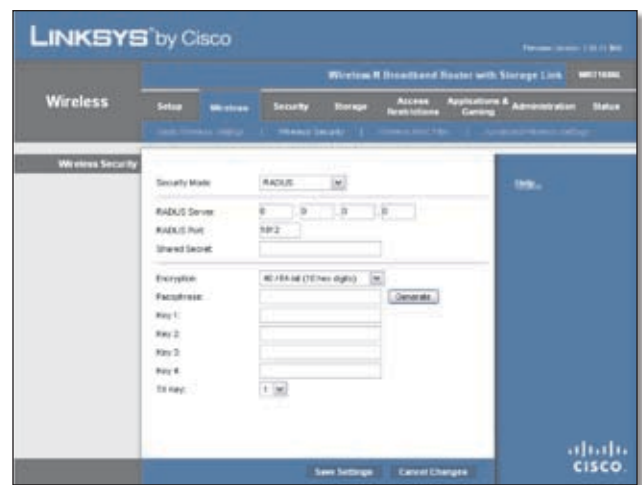 LINKSYS by Cisco
Wireless-N Broadband Router with Storage Link
Wireless
Setup Wireless Security Storage Access Restrictions Applications & Gaming Administration Status
Wireless Security
Wireless Security
Security Mode: RADIUS
RADIUS Server: 0 . 0 . 0 . 0
RADIUS Port: 1812
Shared Secret:
Encryption: 40 / 64-bit (10 hex digits)
Passphrase: Generate
Key 1:
Key 2:
Key 3:
Key 4:
TX Key: 1
Help...
Save Settings Cancel Changes
CISCO